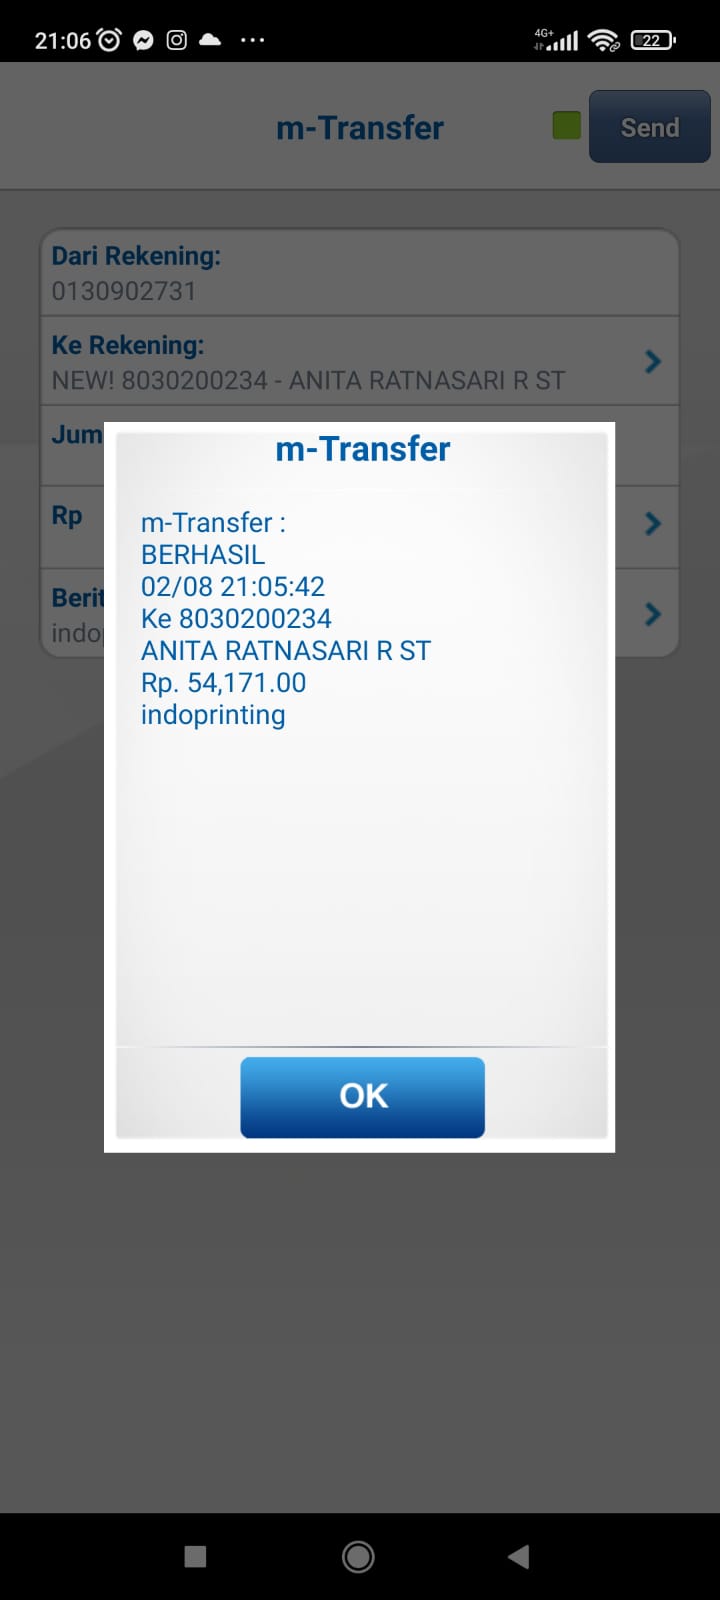 21:06
4G+
22
m-Transfer
Send
Dari Rekening:
0130902731
Ke Rekening:
NEW! 8030200234 - ANITA RATNASARI R ST
Jum
Rp
Berit
indo
m-Transfer
m-Transfer :
BERHASIL
02/08 21:05:42
Ke 8030200234
ANITA RATNASARI R ST
Rp. 54,171.00
indoprinting
OK